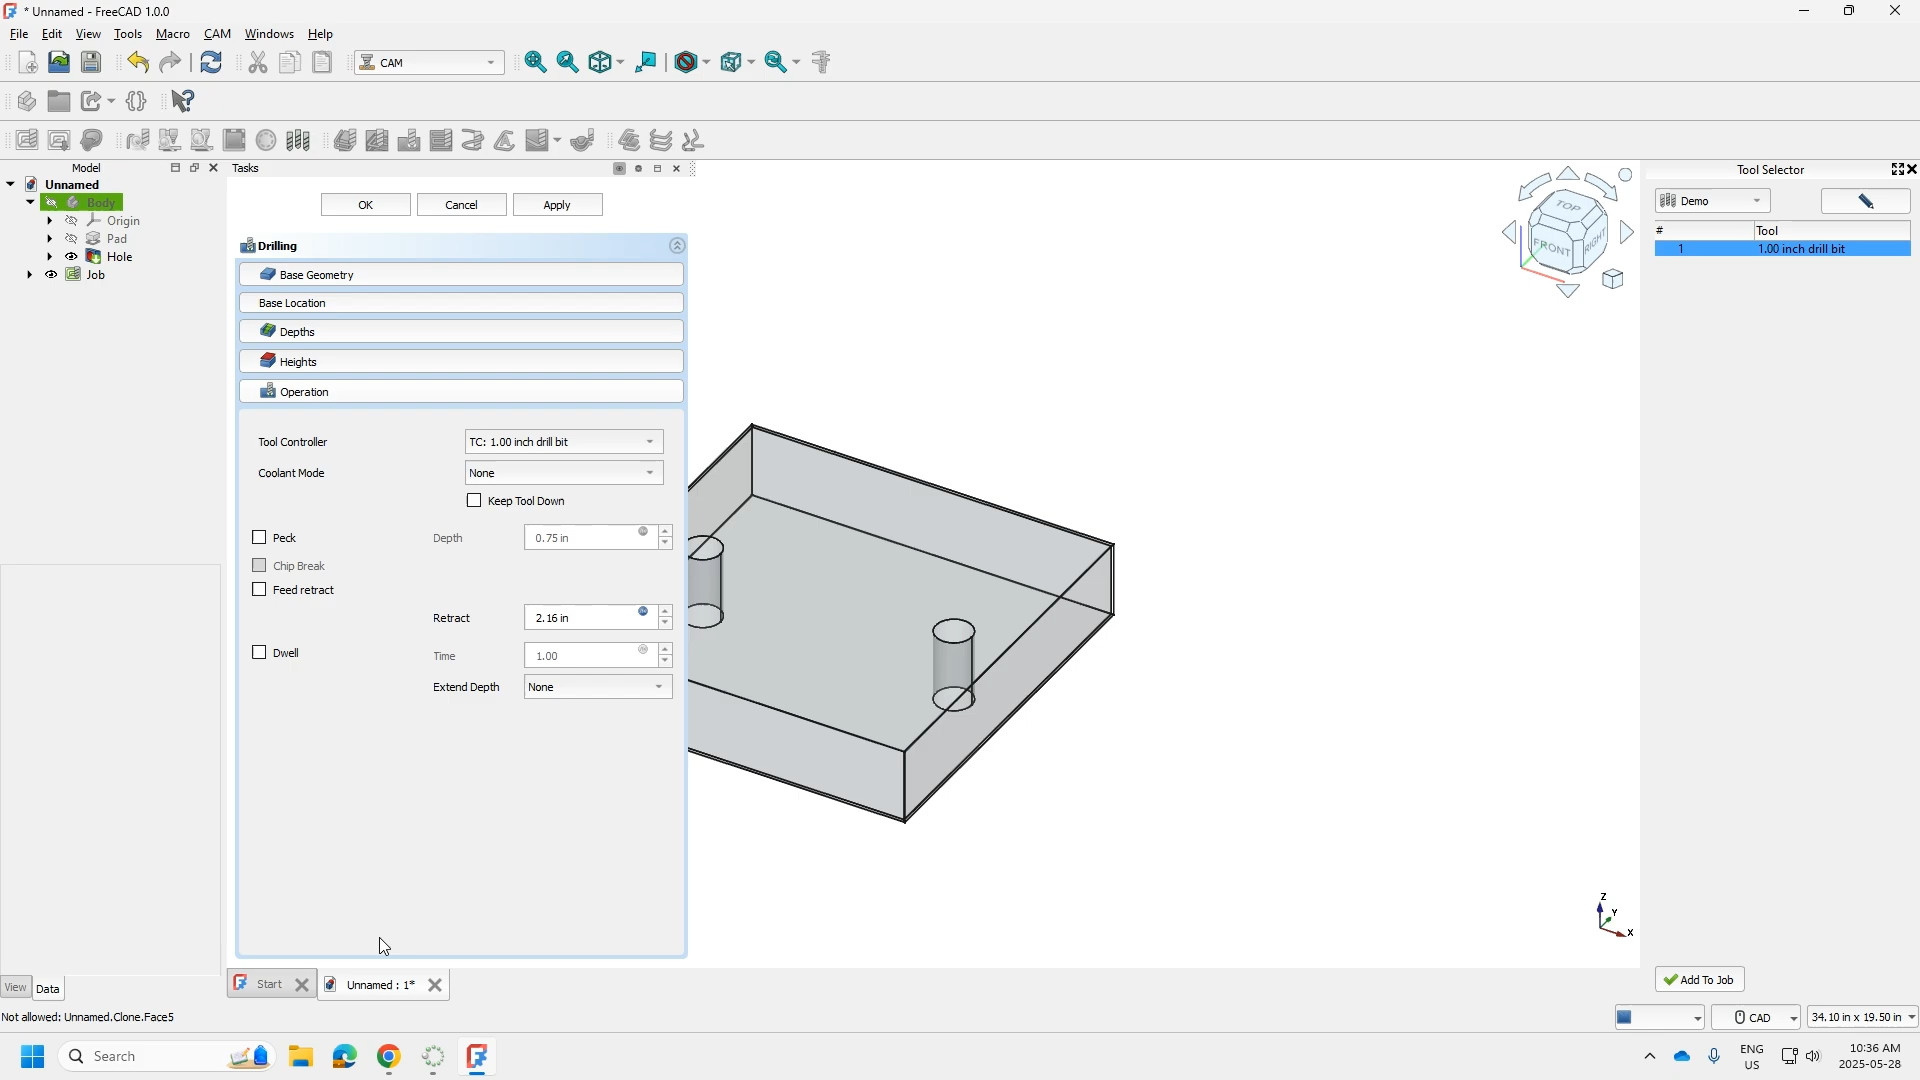 * Unnamed - FreeCAD 1.0.0
File Edit View Tools Macro CAM Windows Help
CAM
Model
Tasks
Tool Selector
Unnamed
Body
Origin
Pad
Hole
Job
OK Cancel Apply
Drilling
Base Geometry
Base Location
Depths
Heights
Operation
Tool Controller TC: 1.00 inch drill bit
Coolant Mode None
Keep Tool Down
Peck Depth 0.75 in
Chip Break
Feed retract
Retract 2.16 in
Dwell Time 1.00
Extend Depth None
TOP
FRONT
RIGHT
Z
Y
X
Demo
# Tool
1 1.00 inch drill bit
Add To Job
View Data
Start
Unnamed : 1*
Not allowed: Unnamed.Clone.Face5
CAD
34.10 in x 19.50 in
Search
ENG
US
10:36 AM
2025-05-28